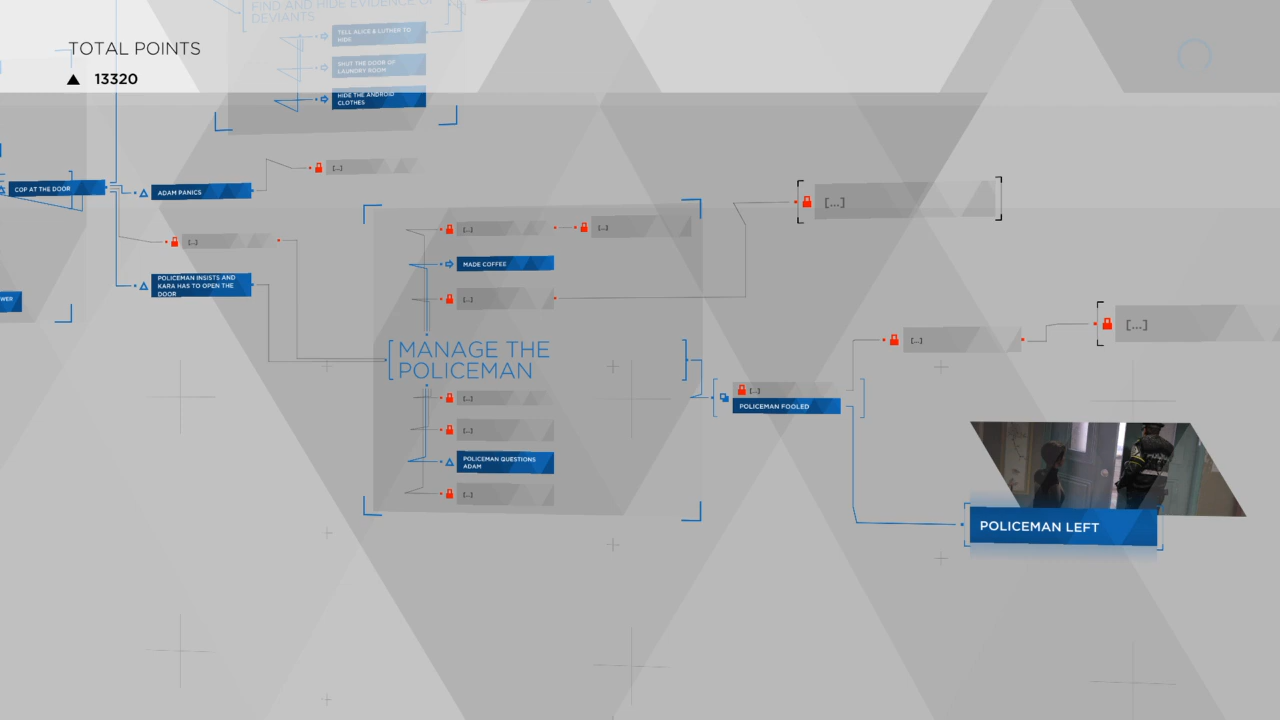 FIND AND HIDE EVIDENCE OF
DEVIANTS
TELL ALICE & LUTHER TO
HIDE
TOTAL POINTS
13320
SHUT THE DOOR OF
LAUNDRY ROOM
HIDE THE ANDROID
CLOTHES
[...]
COP AT THE DOOR
ADAM PANICS
[...]
[...]
[...]
[...]
MADE COFFEE
POLICEMAN INSISTS AND
KARA HAS TO OPEN THE
DOOR
[...]
WER
[...]
[...]
MANAGE THE
POLICEMAN
[...]
[...]
POLICEMAN FOOLED
[...]
POLICEMAN QUESTIONS
ADAM
[...]
POLICEMAN LEFT